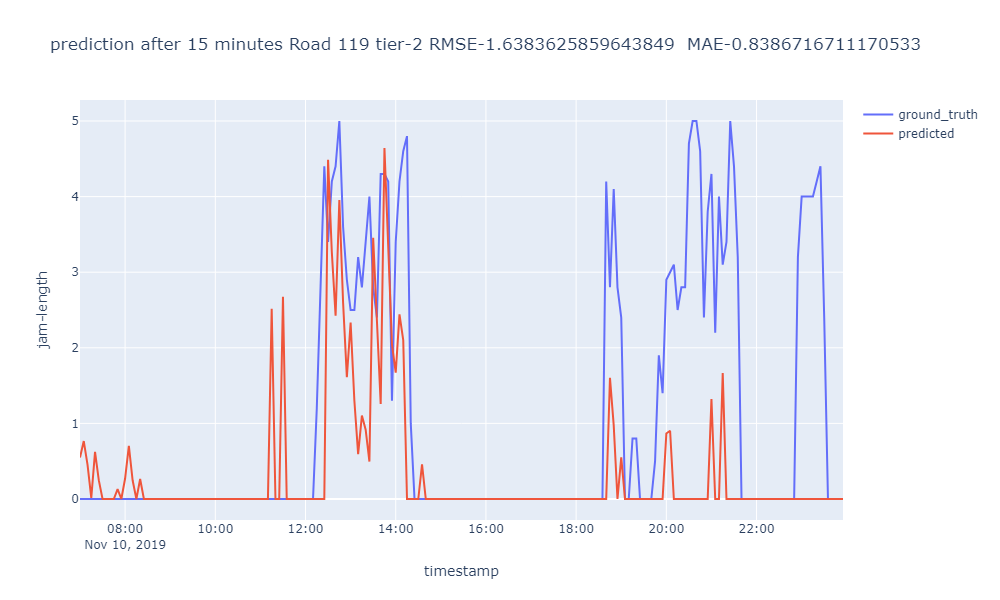 prediction after 15 minutes Road 119 tier-2 RMSE-1.6383625859643849  MAE-0.8386716711170533
ground_truth
predicted
jam-length
5
4
3
2
1
0
08:00 10:00 12:00 14:00 16:00 18:00 20:00 22:00
Nov 10, 2019
timestamp